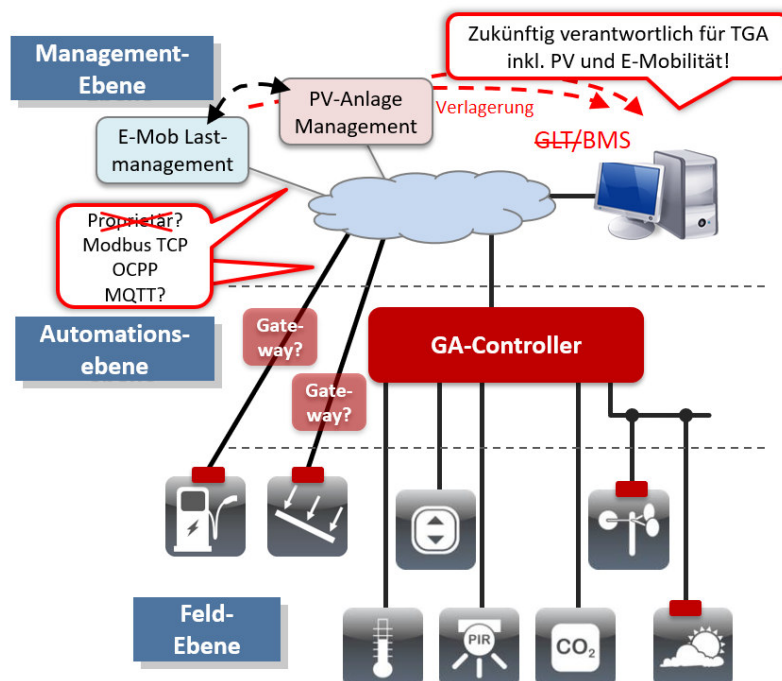 Zukünftig verantwortlich für TGA
inkl. PV und E-Mobilität!
Management-
Ebene
PV-Anlage
Management
Verlagerung
E-Mob Last-
management
GLT/BMS
Proprietär?
Modbus TCP
OCPP
MQTT?
Automations-
ebene
Gate-
way?
GA-Controller
Gate-
way?
Feld-
Ebene
PIR
CO₂